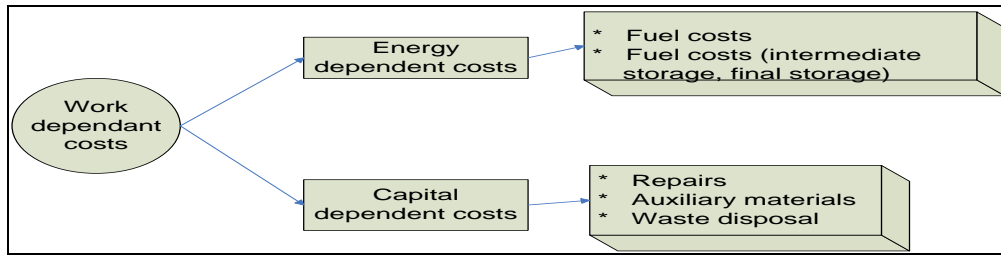 Work
dependant
costs
Energy
dependent costs
* Fuel costs
* Fuel costs (intermediate
storage, final storage)
Capital
dependent costs
* Repairs
* Auxiliary materials
* Waste disposal